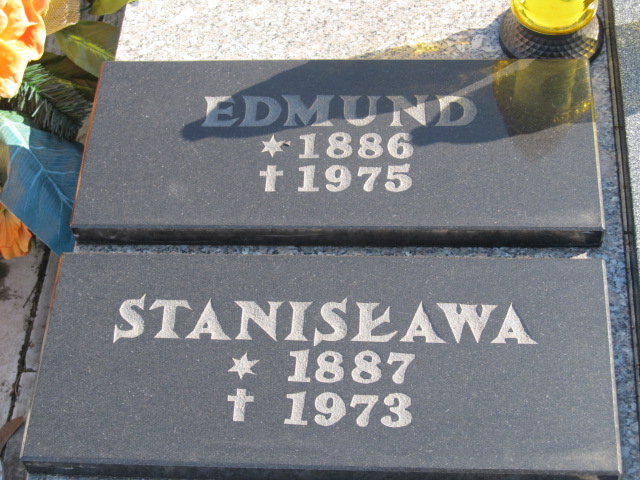 EDMUND
* 1886
† 1975
STANISŁAWA
* 1887
† 1973